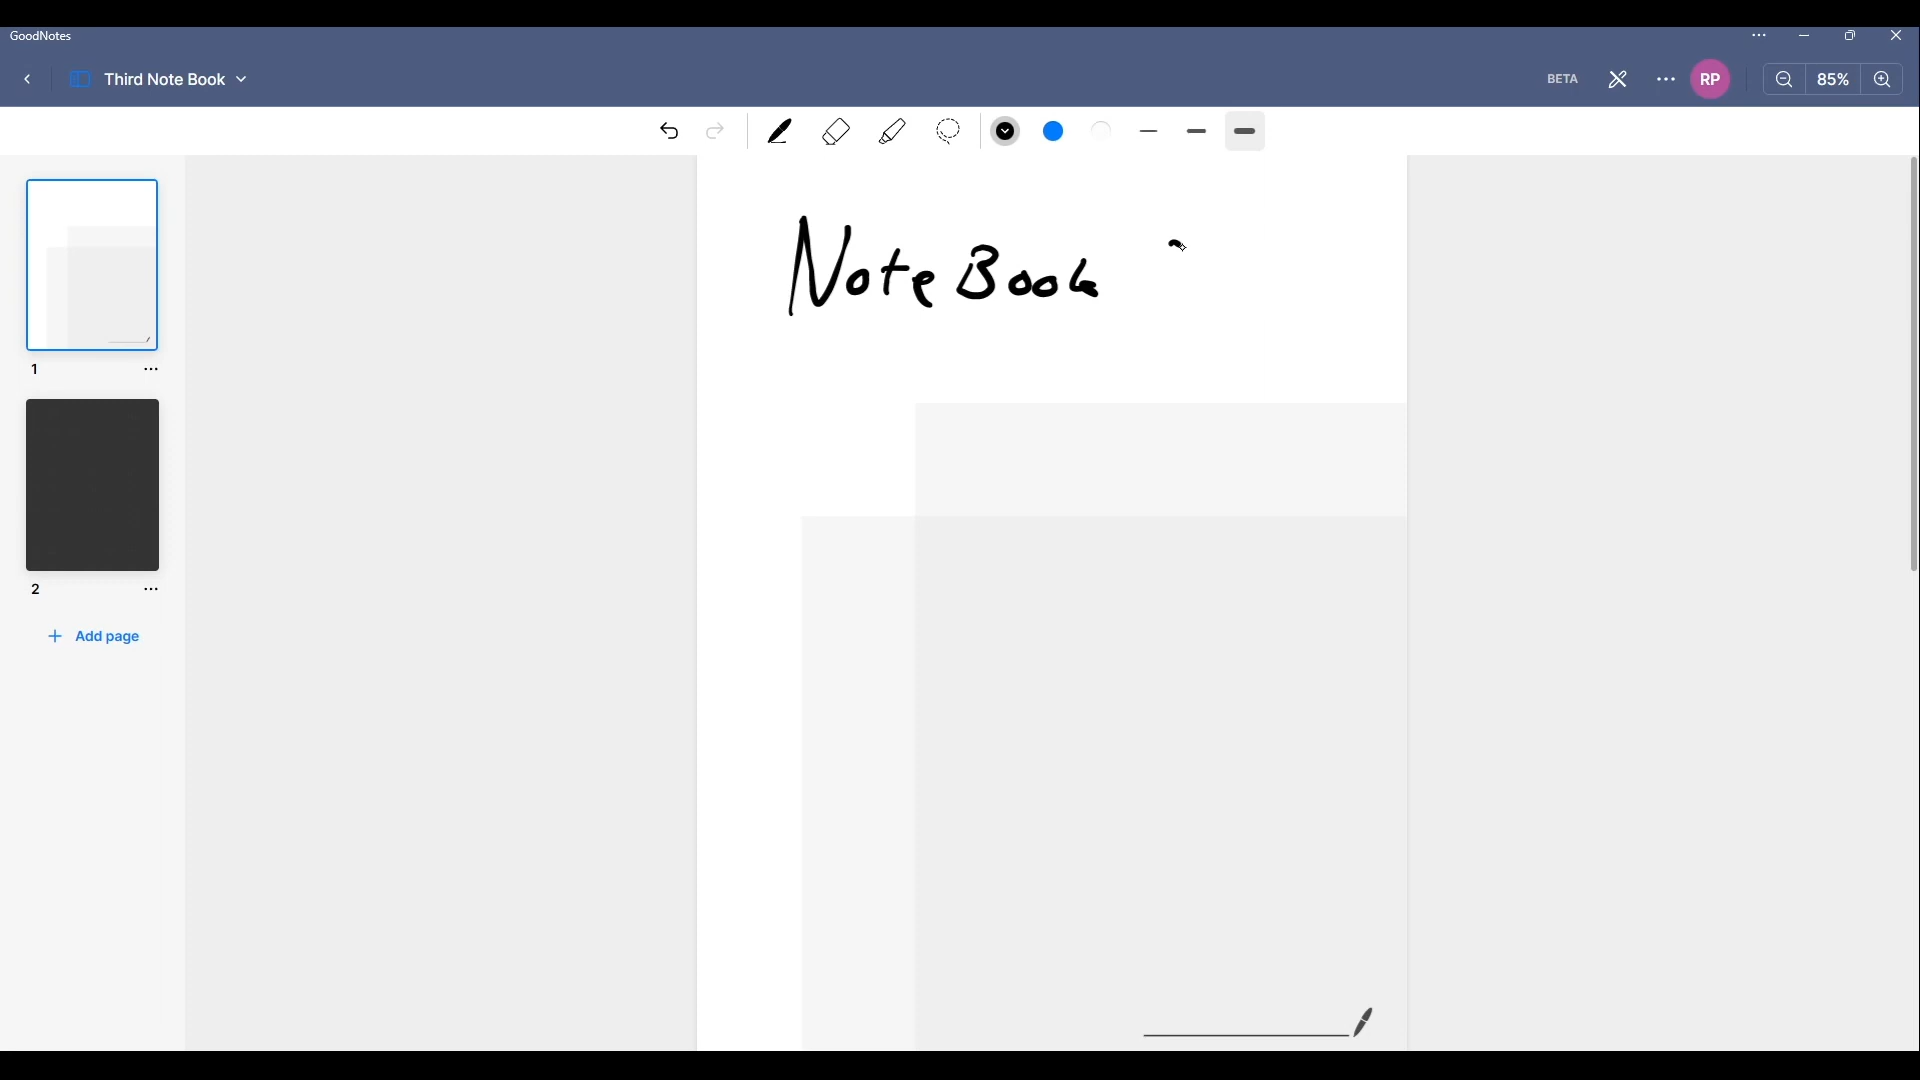 GoodNotes
Third Note Book
BETA
RP
85%
Note Book
1
2
Add page